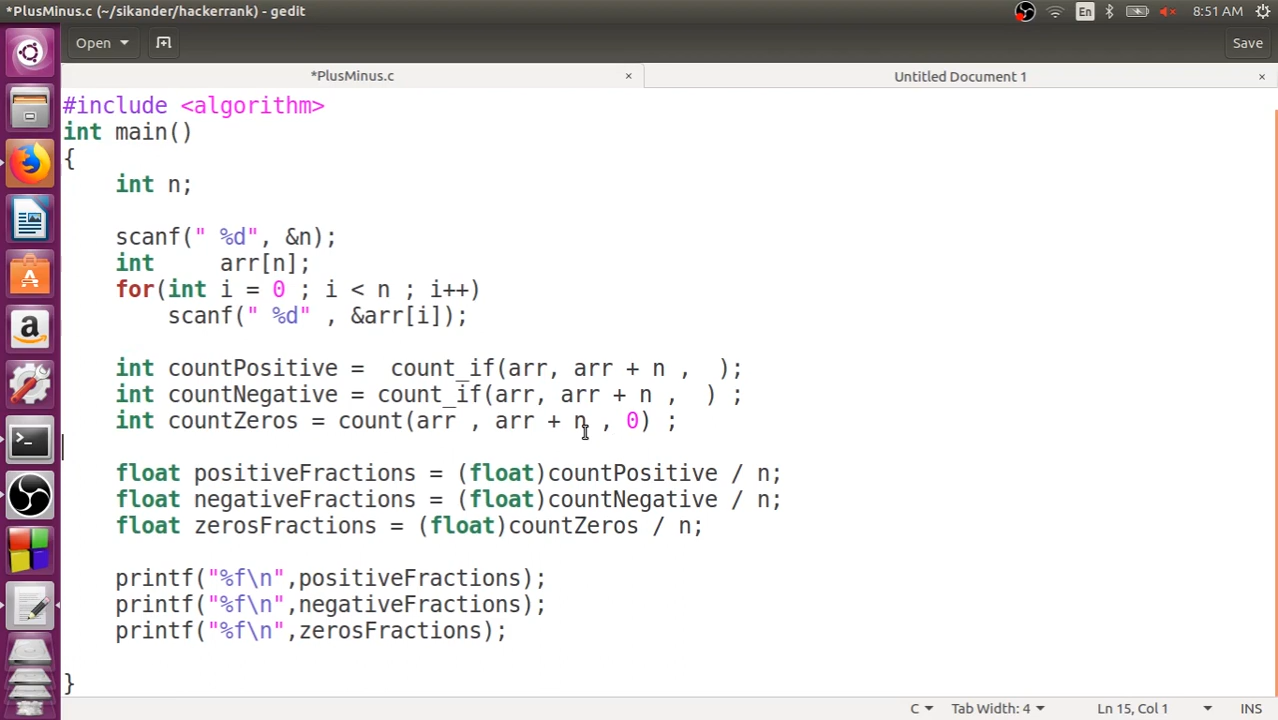 *PlusMinus.c (~/sikander/hackerrank) - gedit
En
8:51 AM
Open
Save
*PlusMinus.c
×
Untitled Document 1
×
#include <algorithm>
int main()
{
int n;
scanf(" %d", &n);
int arr[n];
for(int i = 0 ; i < n ; i++)
scanf(" %d" , &arr[i]);
int countPositive = count_if(arr, arr + n , );
int countNegative = count_if(arr, arr + n , ) ;
int countZeros = count(arr , arr + n , 0) ;
float positiveFractions = (float)countPositive / n;
float negativeFractions = (float)countNegative / n;
float zerosFractions = (float)countZeros / n;
printf("%f\n",positiveFractions);
printf("%f\n",negativeFractions);
printf("%f\n",zerosFractions);
}
C
Tab Width: 4
Ln 15, Col 1
INS